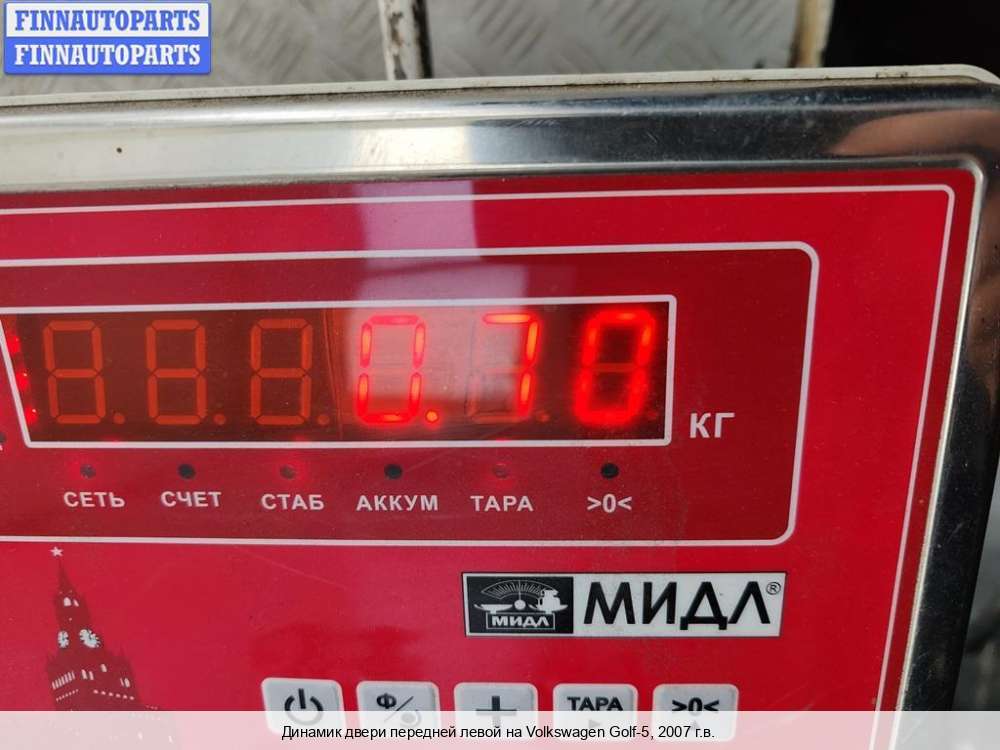 FINNAUTOPARTS
FINNAUTOPARTS
0.70
КГ
СЕТЬ СЧЕТ СТАБ АККУМ ТАРА >0<
МИДЛ МИДЛ®
Ф/ + ТАРА >0<
Динамик двери передней левой на Volkswagen Golf-5, 2007 г.в.